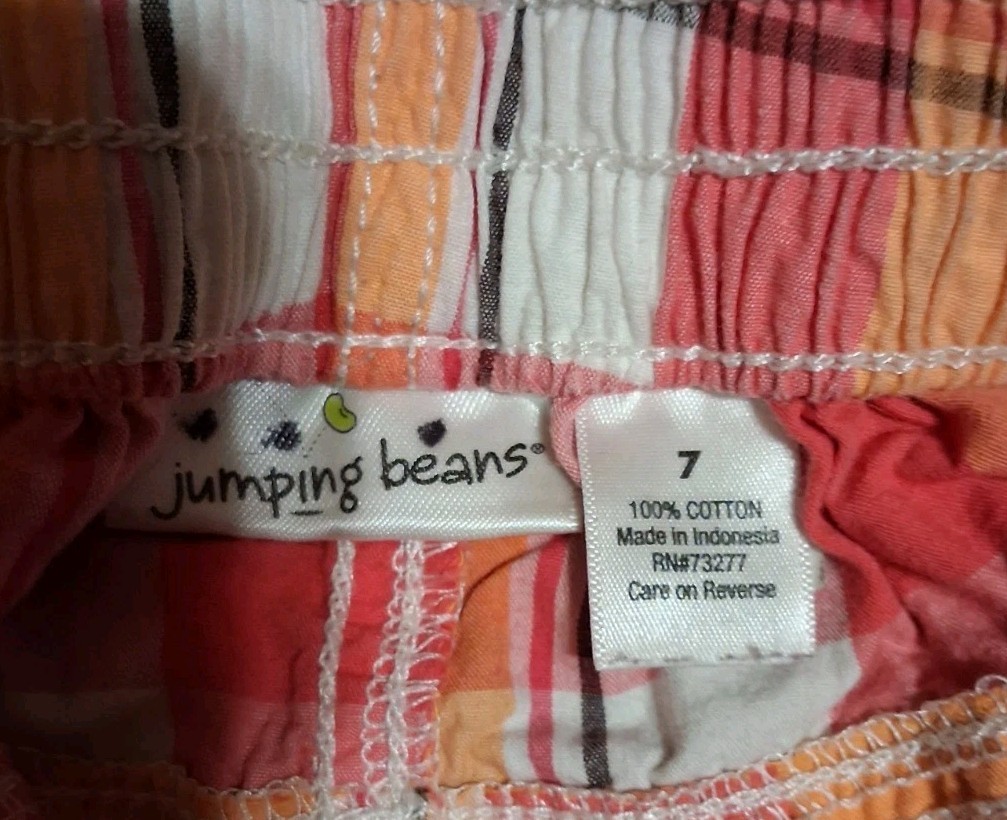 jumping beans®
7
100% COTTON
Made in Indonesia
RN#73277
Care on Reverse